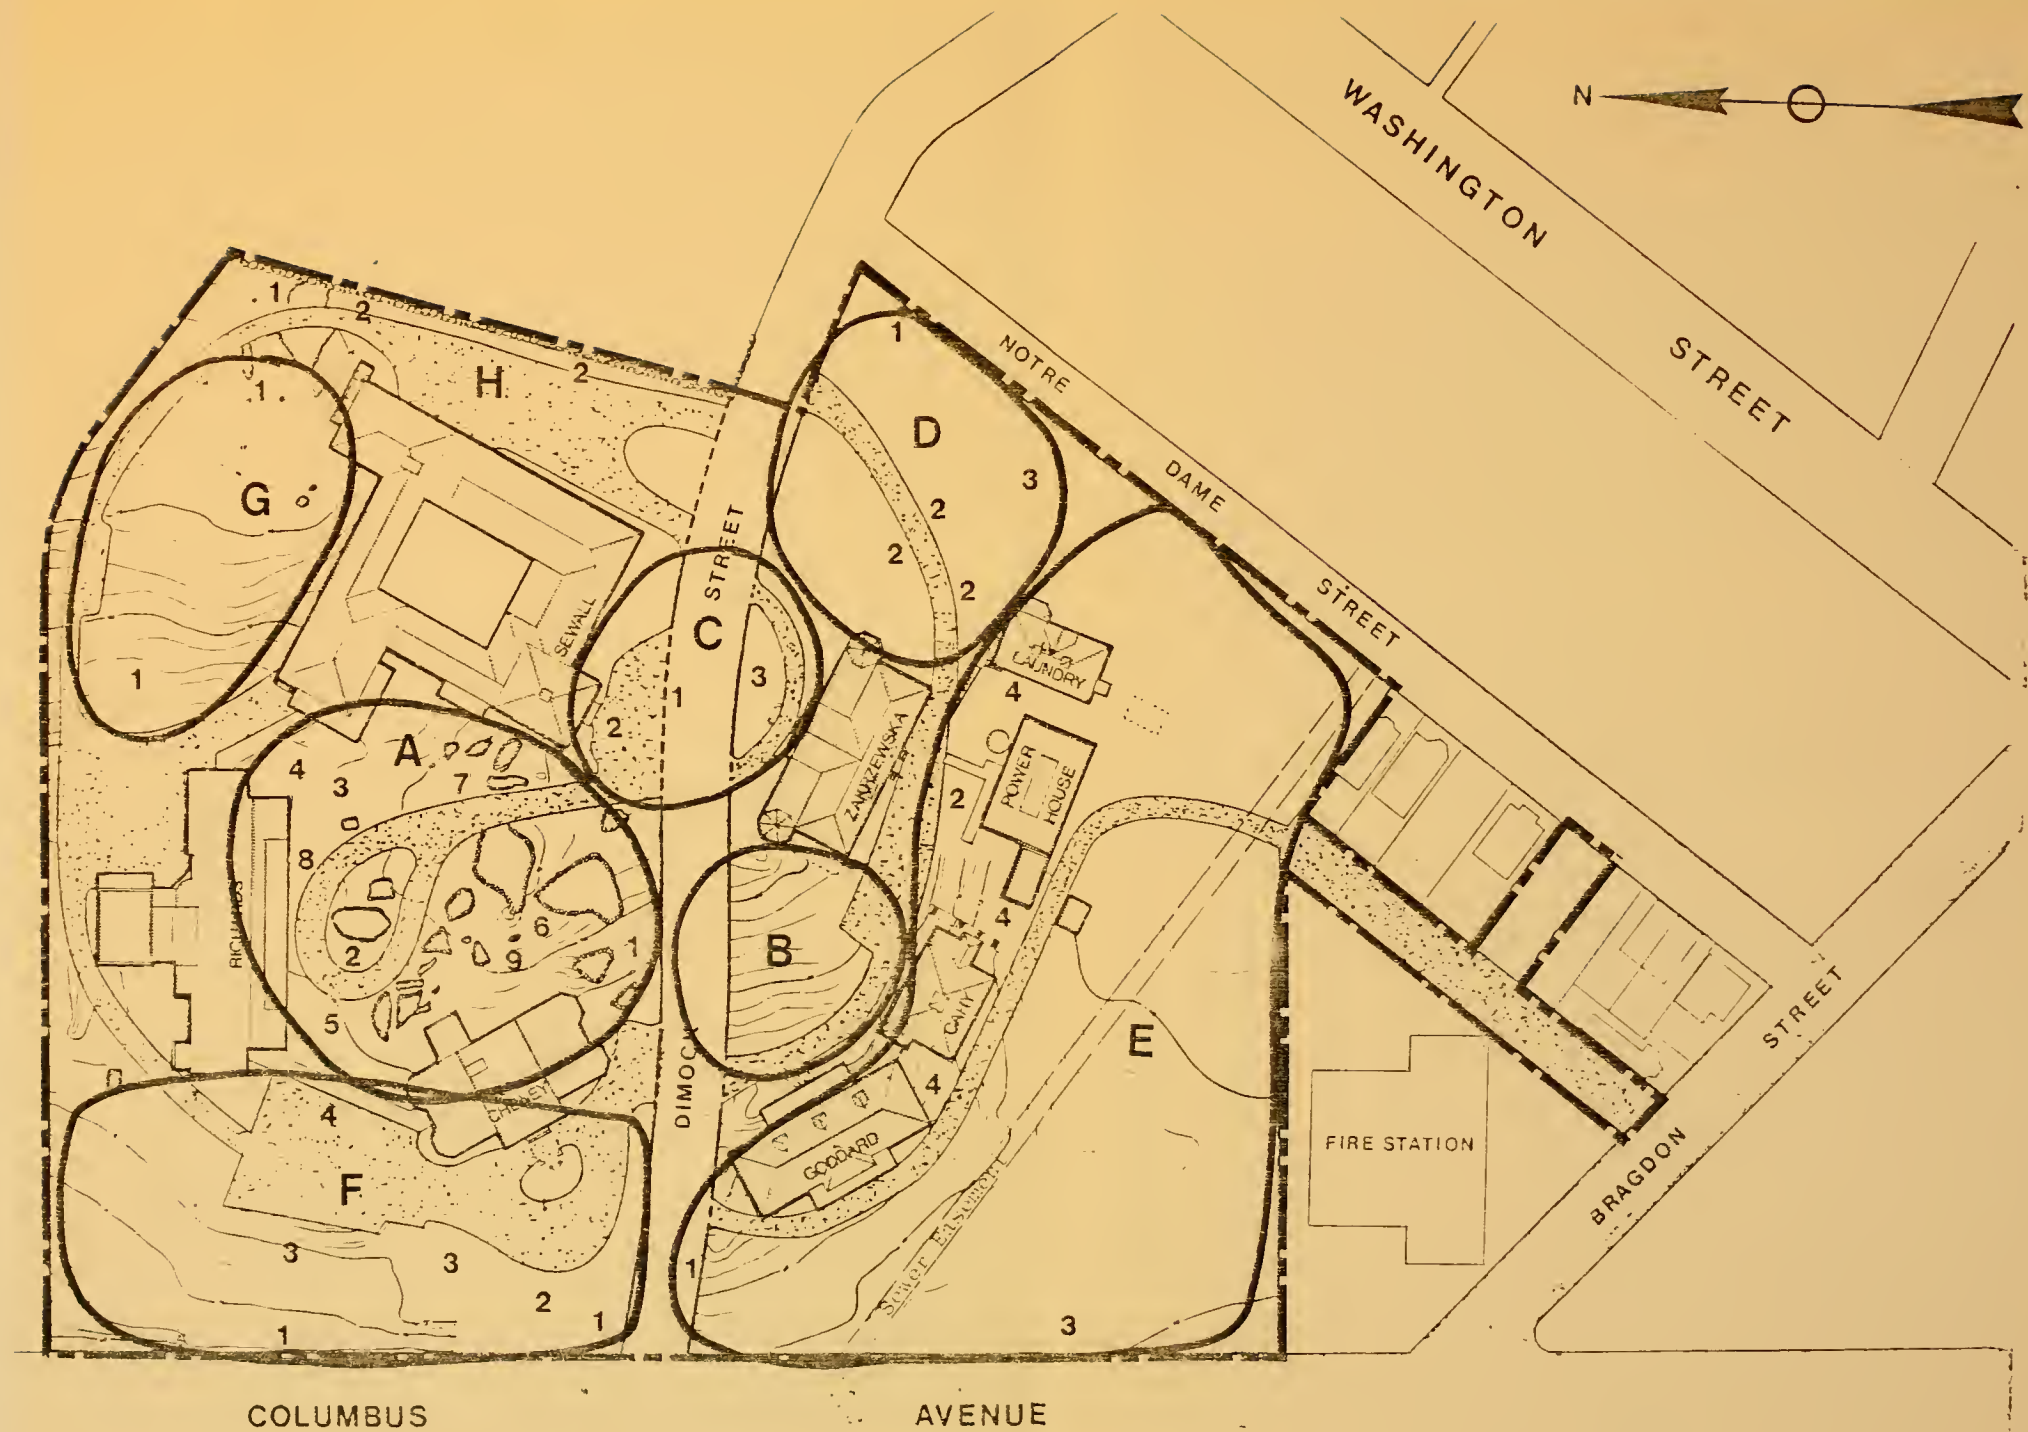 N
WASHINGTON
STREET
1
2
2
H
1
G
1
NOTRE
DAME
STREET
1
D
3
2
2
2
STREET
C
1
2
3
SEWALL
A
4
3
7
8
2
6
9
1
5
RICHARDS
CHENEY
ZAKRZEWSKA
LAUNDRY
4
POWER
HOUSE
2
4
B
CARY
4
GODDARD
E
DIMOCK
4
F
3
3
2
1
1
1
3
Sewer Easement
FIRE STATION
BRAGDON
STREET
COLUMBUS
AVENUE